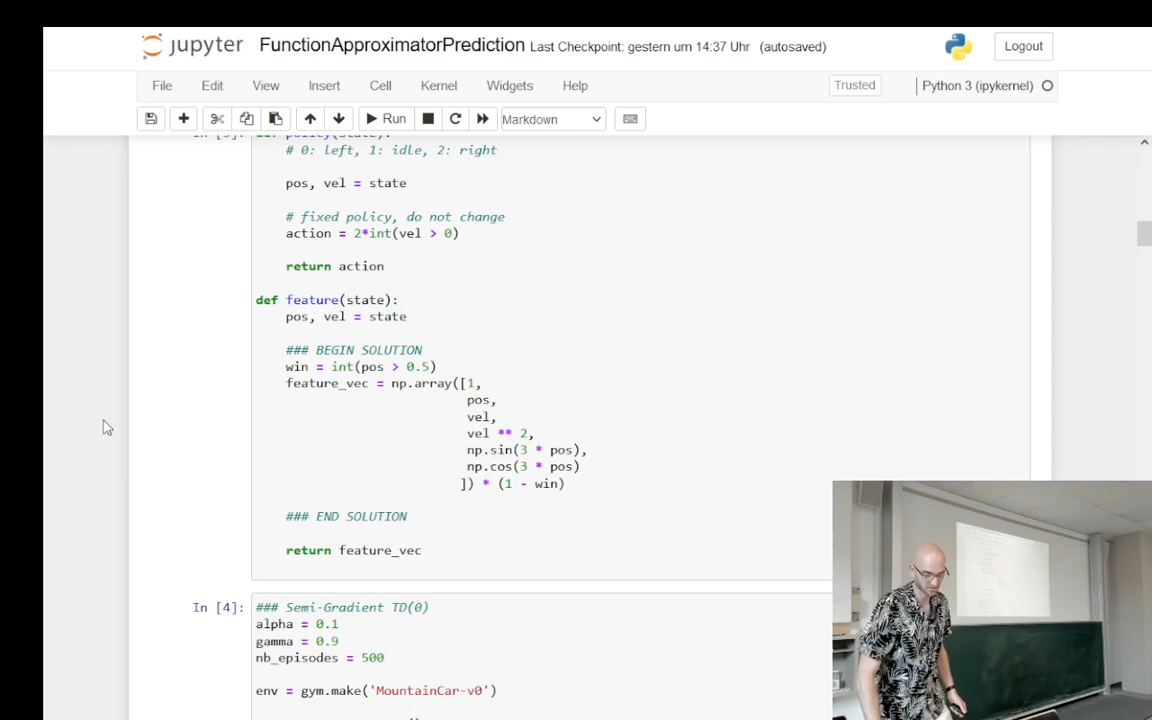 jupyter FunctionApproximatorPrediction Last Checkpoint: gestern um 14:37 Uhr (autosaved)
Logout
File Edit View Insert Cell Kernel Widgets Help
Trusted
Python 3 (ipykernel)
Run
Markdown
# 0: left, 1: idle, 2: right
pos, vel = state
# fixed policy, do not change
action = 2*int(vel > 0)
return action
def feature(state):
pos, vel = state
### BEGIN SOLUTION
win = int(pos > 0.5)
feature_vec = np.array([1,
pos,
vel,
vel ** 2,
np.sin(3 * pos),
np.cos(3 * pos)
]) * (1 - win)
### END SOLUTION
return feature_vec
In [4]:
### Semi-Gradient TD(0)
alpha = 0.1
gamma = 0.9
nb_episodes = 500
env = gym.make('MountainCar-v0')